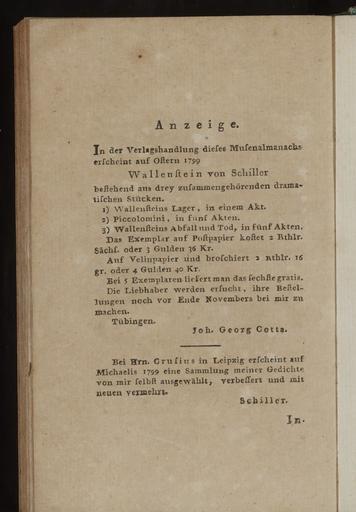 Anzeige.
In der Verlagshandlung dieſes Muſenalmanachs
erſcheint auf Oſtern 1799
Wallenſtein von Schiller
beſtehend aus drey zuſammengehörenden drama-
tiſchen Stücken.
1) Wallenſteins Lager, in einem Akt.
2) Piccolomini, in fünf Akten.
3) Wallenſteins Abfall und Tod, in fünf Akten.
Das Exemplar auf Poſtpapier koſtet 2 Rthlr.
Sächſ. oder 3 Gulden 36 Kr.
Auf Velinpapier und broſchiert 2 Rthlr. 16
gr. oder 4 Gulden 40 Kr.
Bei 5 Exemplaren liefert man das ſechſte gratis.
Die Liebhaber werden erſucht, ihre Beſtel-
lungen noch vor Ende Novembers bei mir zu
machen.
Tübingen.
Joh. Georg Cotta.
Bei Hrn. Cruſius in Leipzig erſcheint auf
Michaelis 1799 eine Sammlung meiner Gedichte
von mir ſelbſt ausgewählt, verbeſſert und mit
neuen vermehrt.
Schiller.
In-